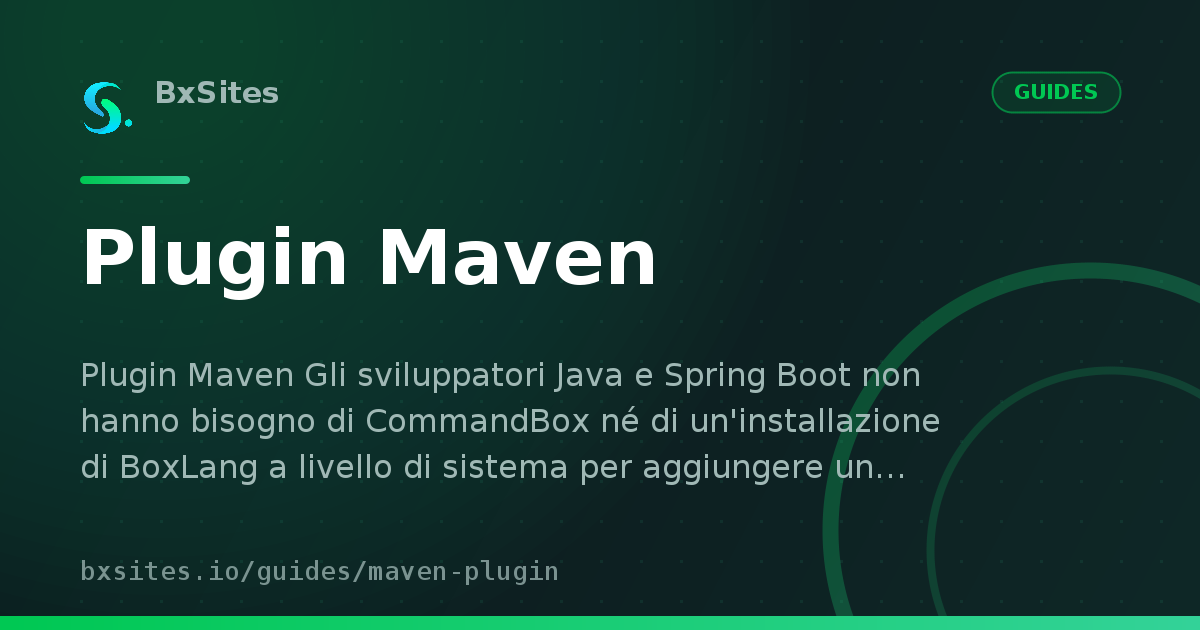 BxSites
GUIDES
Plugin Maven
Plugin Maven Gli sviluppatori Java e Spring Boot non
hanno bisogno di CommandBox né di un'installazione
di BoxLang a livello di sistema per aggiungere un...
bxsites.io/guides/maven-plugin